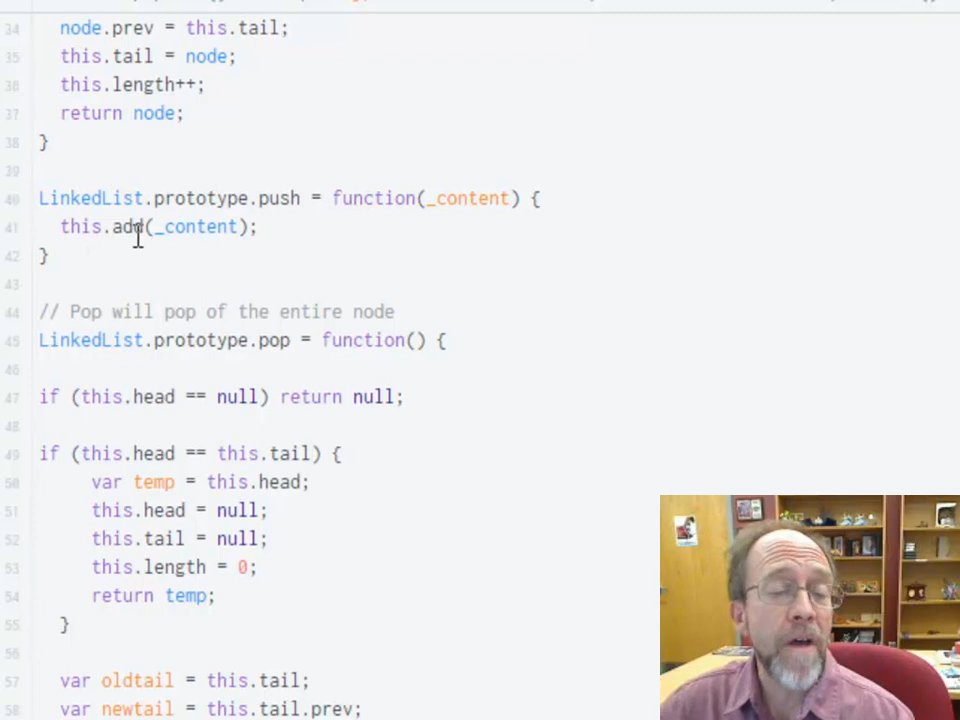 34 node.prev = this.tail;
35 this.tail = node;
36 this.length++;
37 return node;
38 }
39
40 LinkedList.prototype.push = function(_content) {
41 this.add(_content);
42 }
43
44 // Pop will pop of the entire node
45 LinkedList.prototype.pop = function() {
46
47 if (this.head == null) return null;
48
49 if (this.head == this.tail) {
50 var temp = this.head;
51 this.head = null;
52 this.tail = null;
53 this.length = 0;
54 return temp;
55 }
56
57 var oldtail = this.tail;
58 var newtail = this.tail.prev;